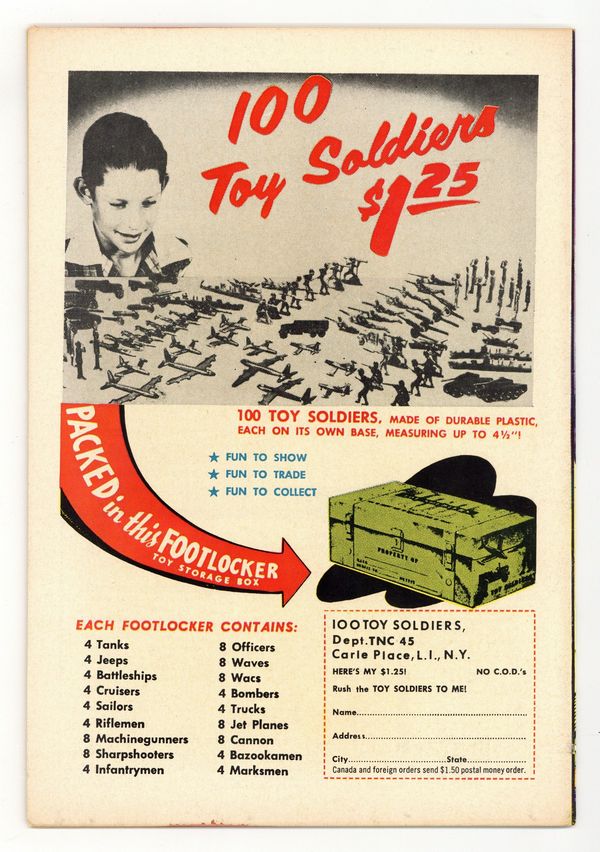 100
Toy Soldiers
$1.25
100 TOY SOLDIERS, MADE OF DURABLE PLASTIC,
EACH ON ITS OWN BASE, MEASURING UP TO 4½"!
★ FUN TO SHOW
★ FUN TO TRADE
★ FUN TO COLLECT
PACKED in this FOOTLOCKER
TOY STORAGE BOX
PROPERTY OF
TOY SOLDIERS
EACH FOOTLOCKER CONTAINS:
4 Tanks
4 Jeeps
4 Battleships
4 Cruisers
4 Sailors
4 Riflemen
8 Machinegunners
8 Sharpshooters
4 Infantrymen
8 Officers
8 Waves
8 Wacs
4 Bombers
4 Trucks
8 Jet Planes
8 Cannon
4 Bazookamen
4 Marksmen
100 TOY SOLDIERS,
Dept. TNC 45
Carle Place, L.I., N.Y.
HERE'S MY $1.25! NO C.O.D.'s
Rush the TOY SOLDIERS TO ME!
Name
Address
City State
Canada and foreign orders send $1.50 postal money order.